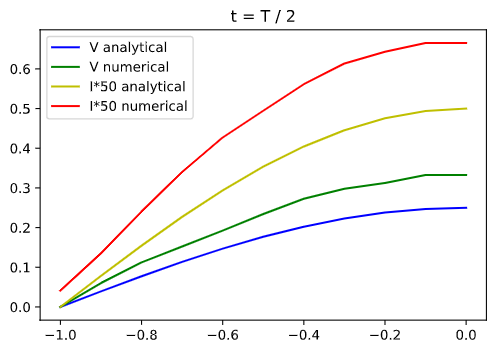 t = T / 2
V analytical
V numerical
I*50 analytical
I*50 numerical
0.6
0.5
0.4
0.3
0.2
0.1
0.0
−1.0 −0.8 −0.6 −0.4 −0.2 0.0